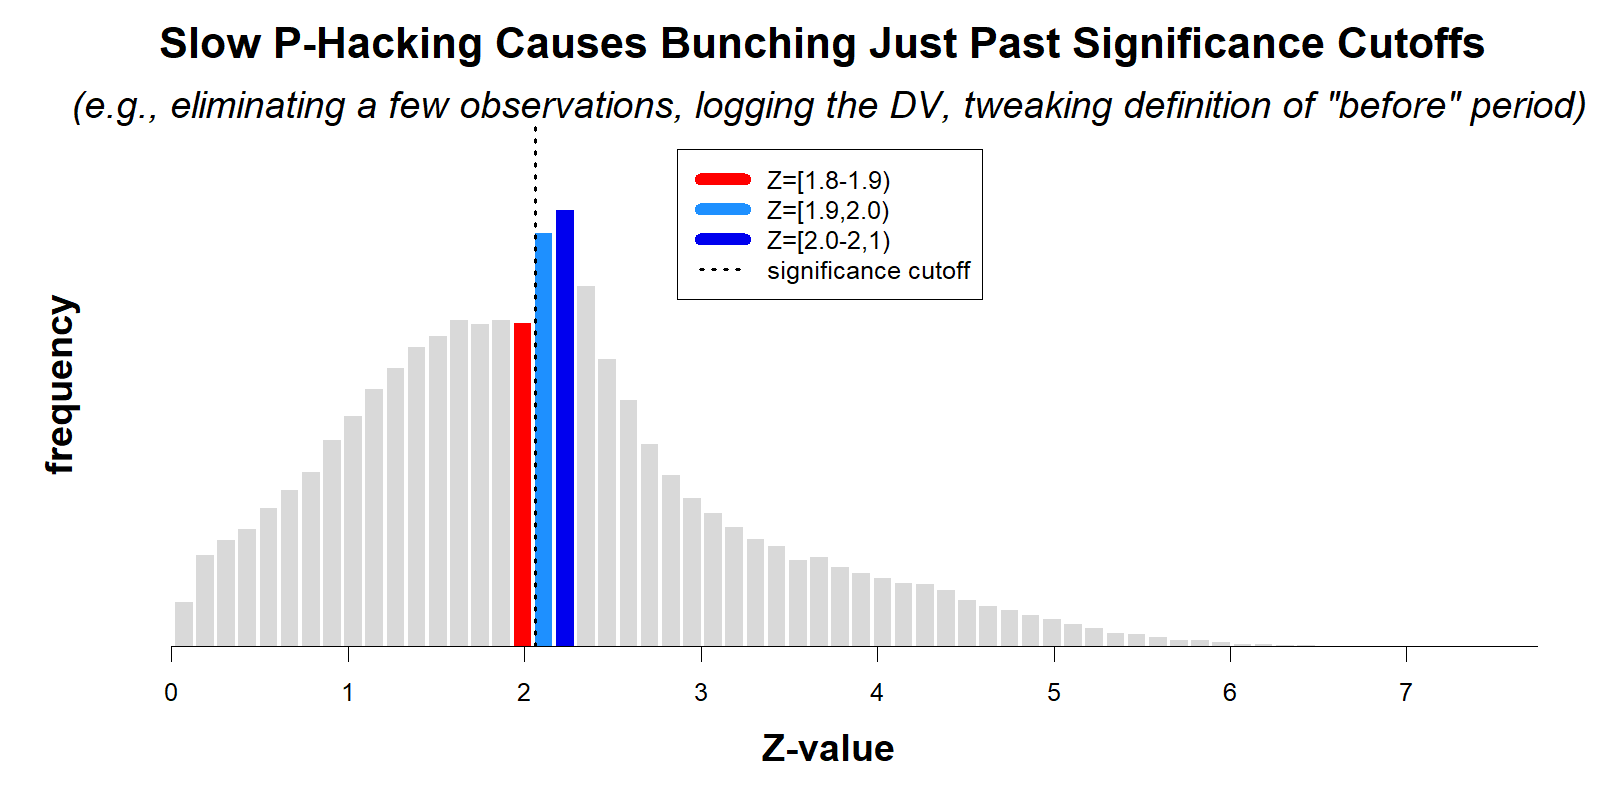 Slow P-Hacking Causes Bunching Just Past Significance Cutoffs
(e.g., eliminating a few observations, logging the DV, tweaking definition of "before" period)
Z=[1.8-1.9)
Z=[1.9,2.0)
Z=[2.0-2,1)
significance cutoff
frequency
0 1 2 3 4 5 6 7
Z-value